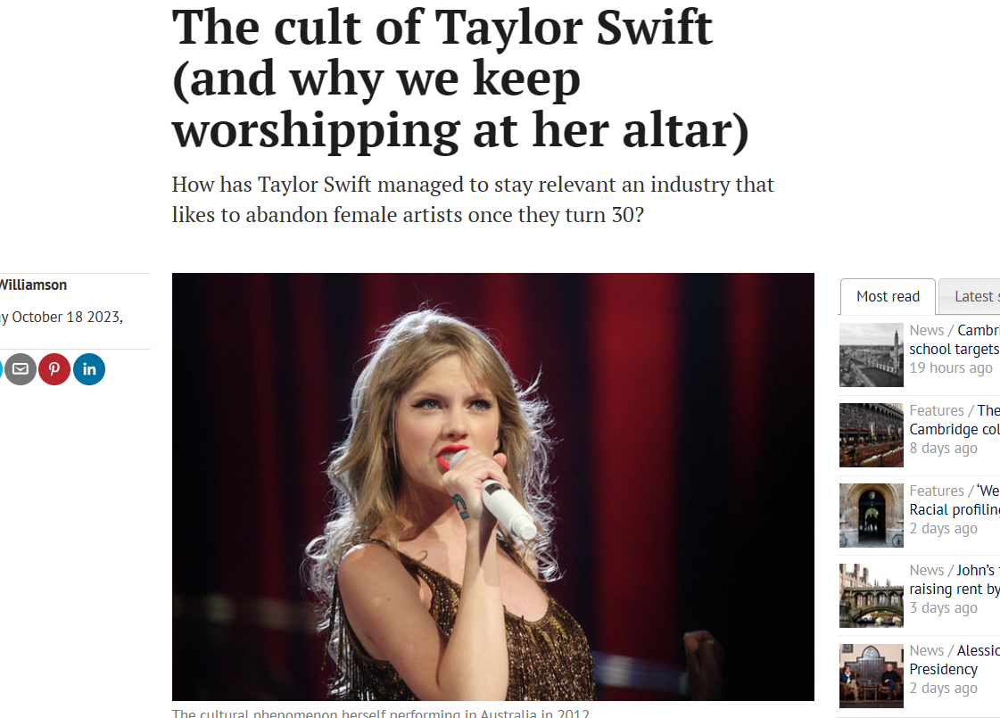 The cult of Taylor Swift
(and why we keep
worshipping at her altar)
How has Taylor Swift managed to stay relevant an industry that
likes to abandon female artists once they turn 30?
Williamson
October 18 2023,
in
The cultural phenomenon herself performing in Australia in 2012
Most read
Latest
News /
school targets
19 hours ago
Features / The
Cambridge
8 days ago
Features / ‘We
Racial profiling
2 days ago
News / John’s
raising rent by
3 days ago
News /
Presidency
2 days ago